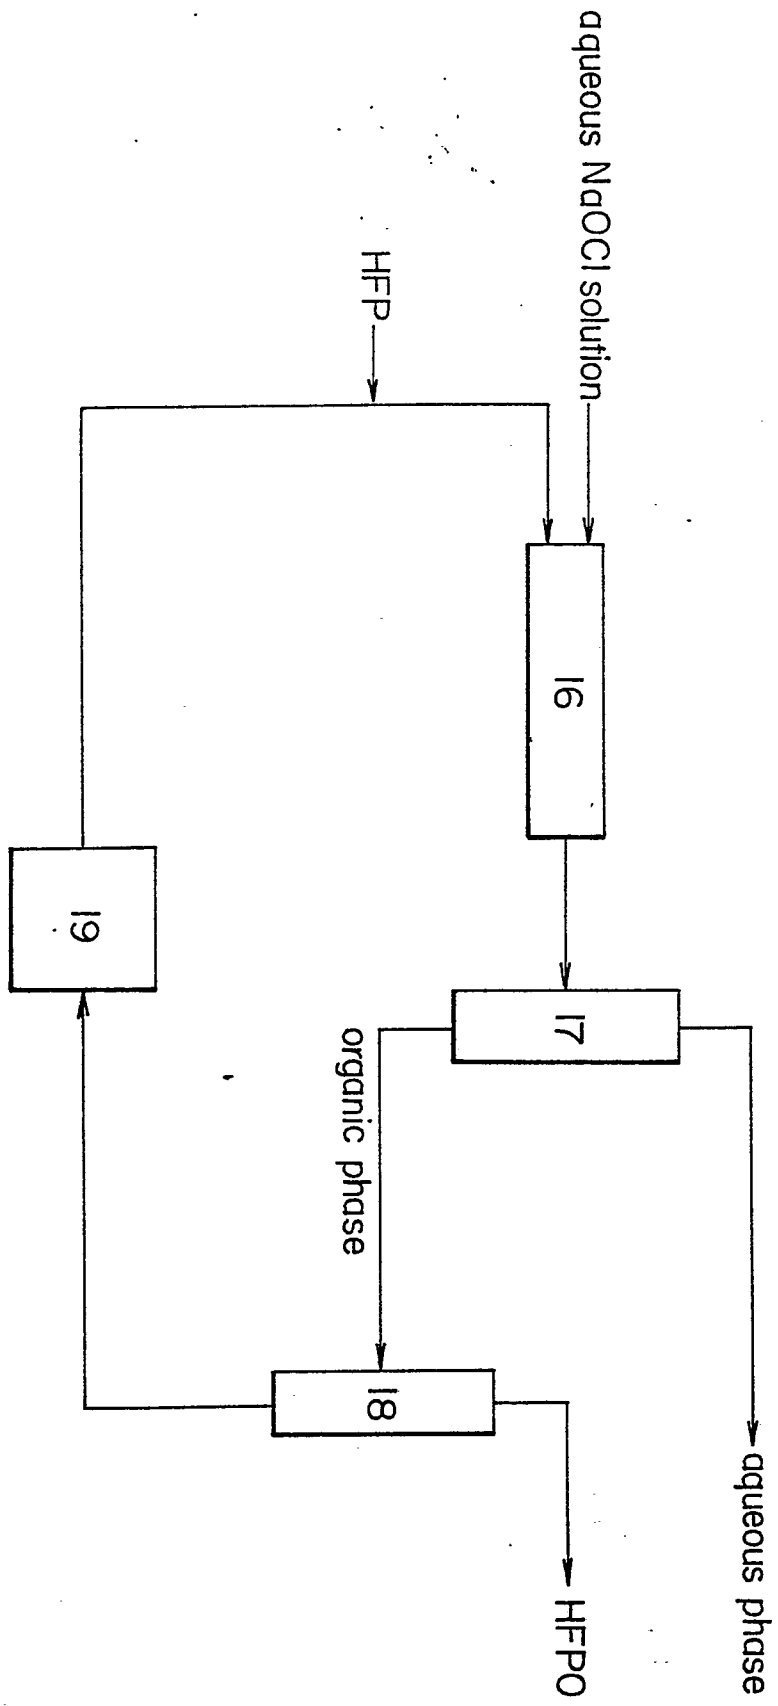 aqueous NaOCl solution
HFP
16
17
aqueous phase
organic phase
18
HFPO
19